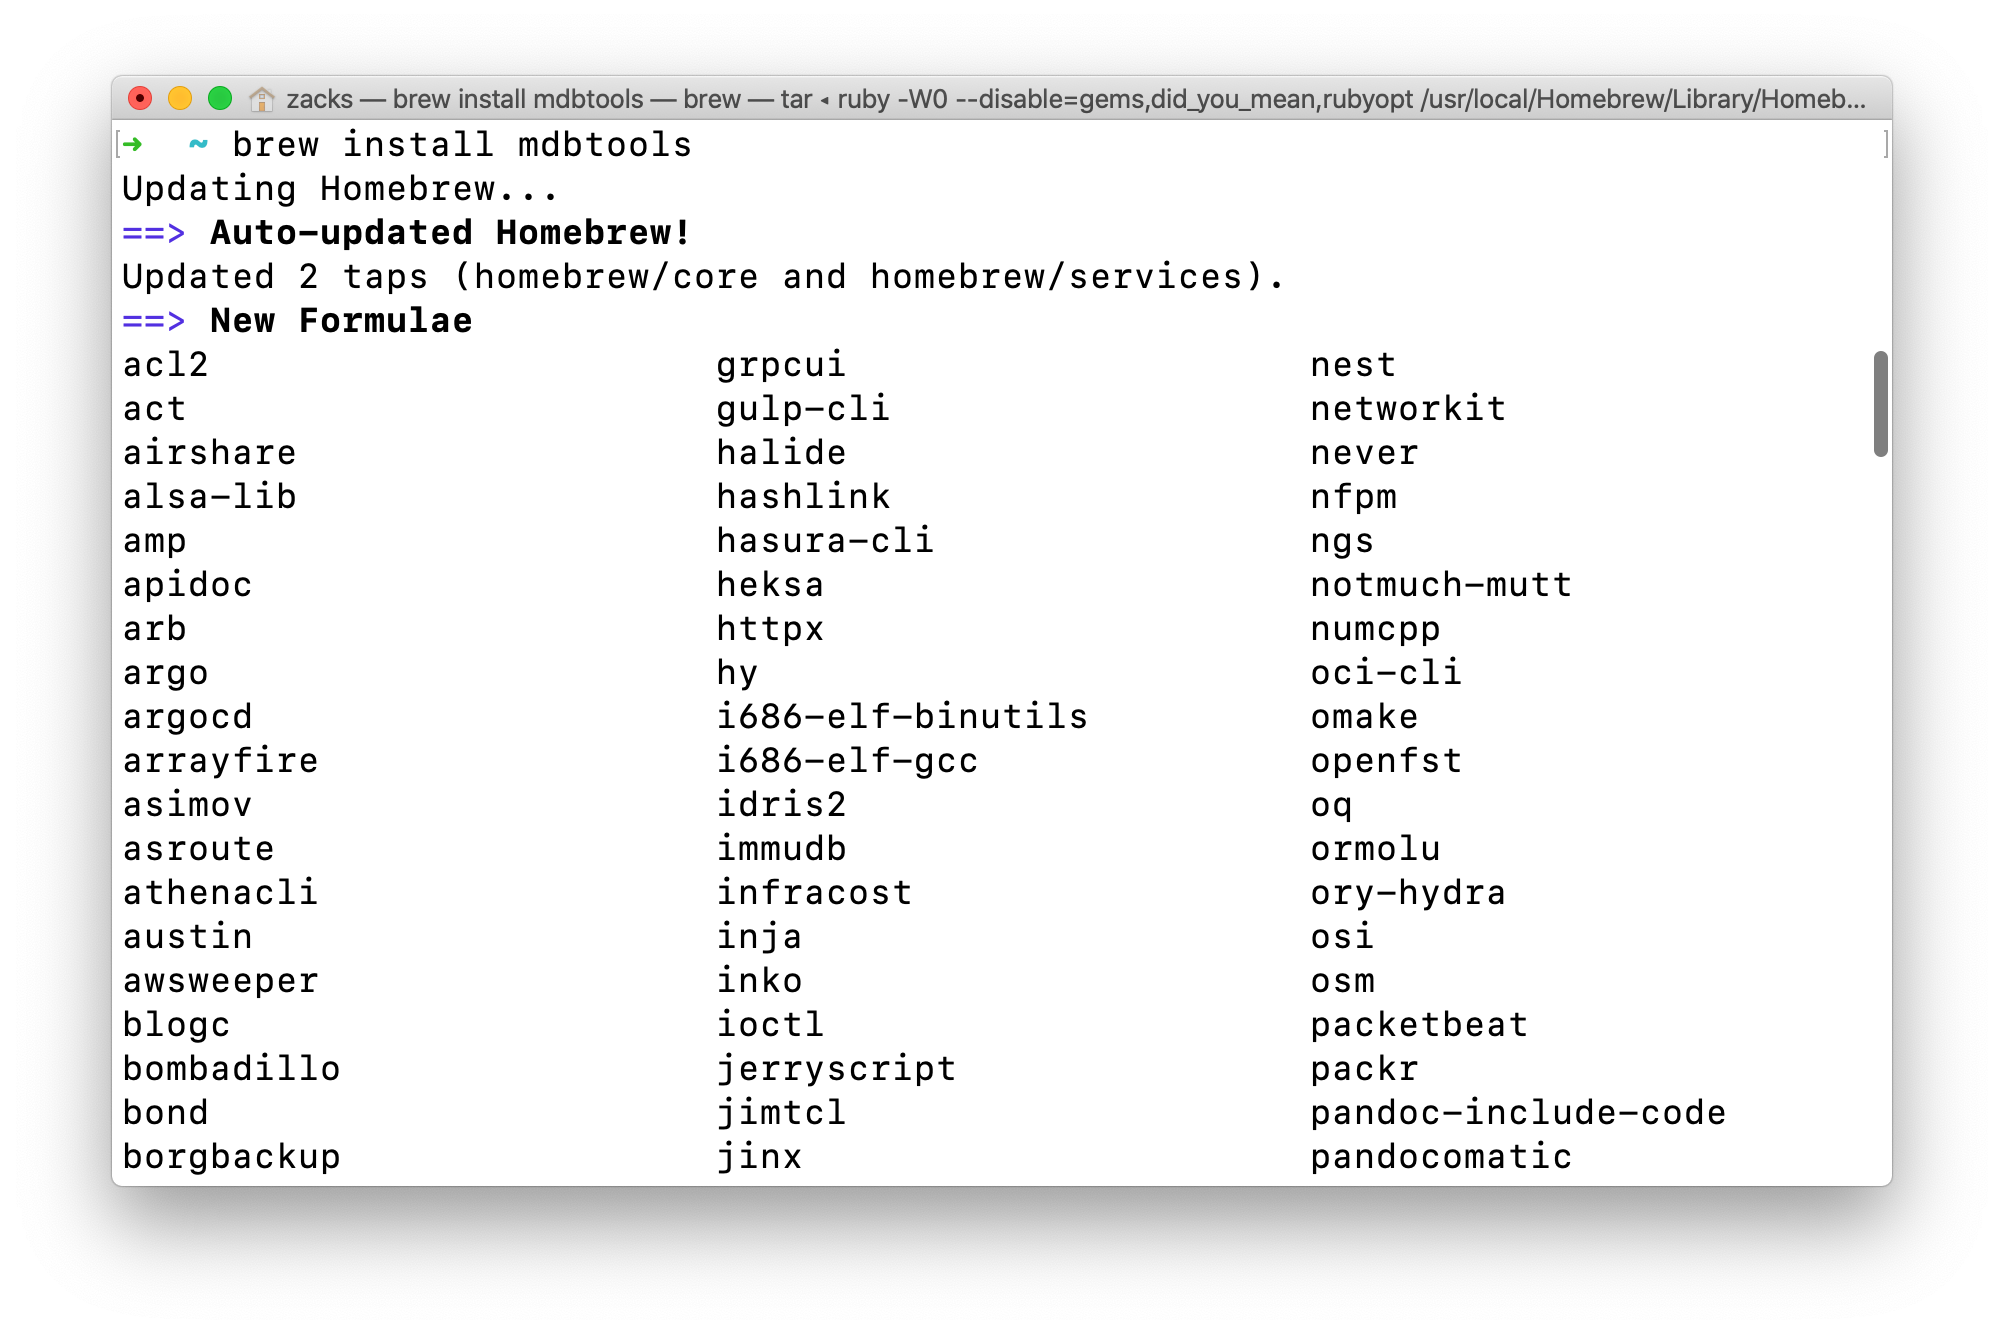 zacks — brew install mdbtools — brew — tar ◂ ruby -W0 --disable=gems,did_you_mean,rubyopt /usr/local/Homebrew/Library/Homeb...
[➜ ~ brew install mdbtools ]
Updating Homebrew...
==> Auto-updated Homebrew!
Updated 2 taps (homebrew/core and homebrew/services).
==> New Formulae
acl2 grpcui nest
act gulp-cli networkit
airshare halide never
alsa-lib hashlink nfpm
amp hasura-cli ngs
apidoc heksa notmuch-mutt
arb httpx numcpp
argo hy oci-cli
argocd i686-elf-binutils omake
arrayfire i686-elf-gcc openfst
asimov idris2 oq
asroute immudb ormolu
athenacli infracost ory-hydra
austin inja osi
awsweeper inko osm
blogc ioctl packetbeat
bombadillo jerryscript packr
bond jimtcl pandoc-include-code
borgbackup jinx pandocomatic